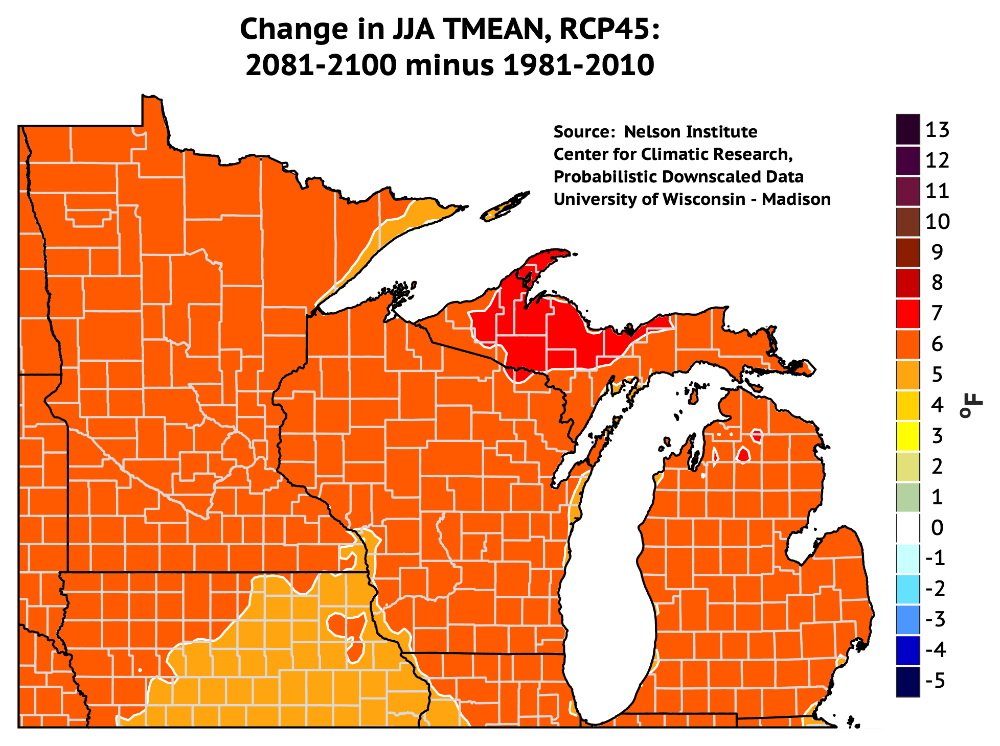 Change in JJA TMEAN, RCP45:
2081-2100 minus 1981-2010
Source:  Nelson Institute
Center for Climatic Research,
Probabilistic Downscaled Data
University of Wisconsin - Madison
13
12
11
10
9
8
7
6
5
4
3
2
1
0
-1
-2
-3
-4
-5
ºF